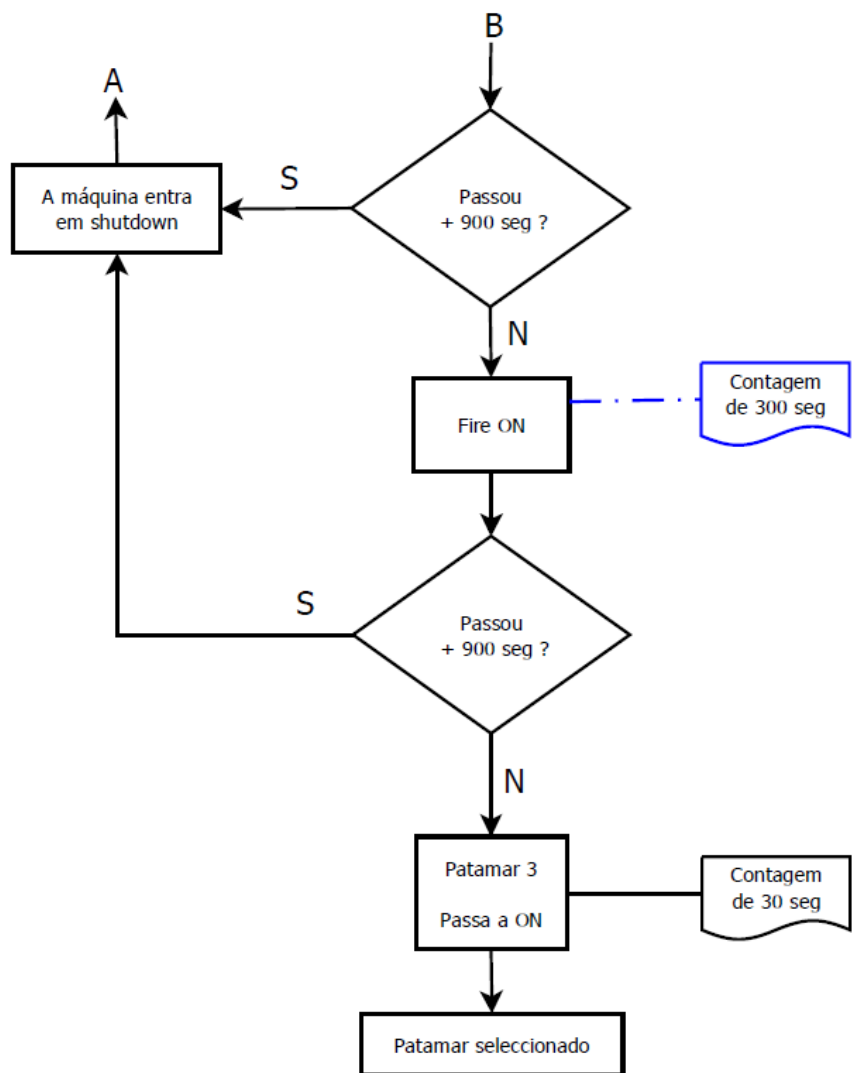 B
A
S
A máquina entra
em shutdown
Passou
+ 900 seg ?
N
Fire ON
Contagem
de 300 seg
S
Passou
+ 900 seg ?
N
Patamar 3
Passa a ON
Contagem
de 30 seg
Patamar seleccionado